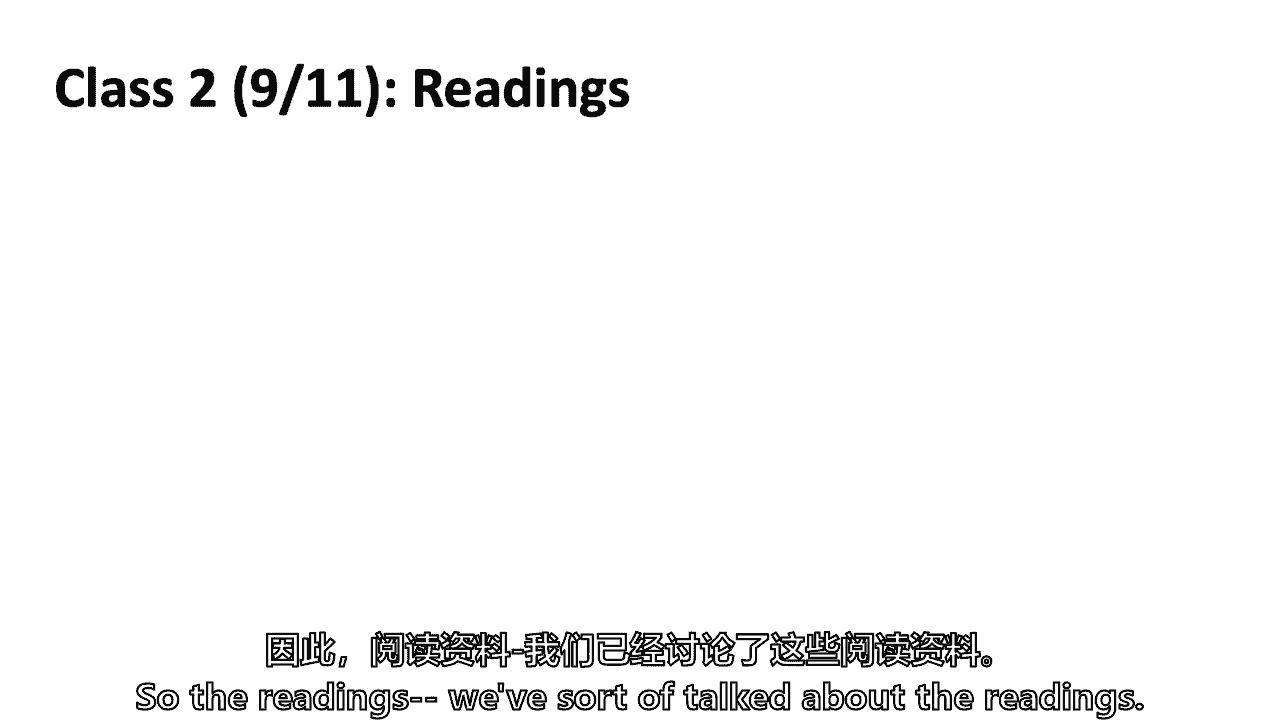 Class 2 (9/11): Readings
因此，阅读资料-我们已经讨论了这些阅读资料。
So the readings-- we've sort of talked about the readings.